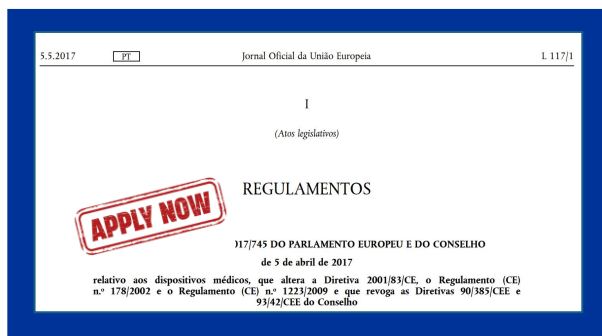 5.5.2017 PT Jornal Oficial da União Europeia L 117/1
I
(Atos legislativos)
REGULAMENTOS
APPLY NOW
17/745 DO PARLAMENTO EUROPEU E DO CONSELHO
de 5 de abril de 2017
relativo aos dispositivos médicos, que altera a Diretiva 2001/83/CE, o Regulamento (CE)
n.º 178/2002 e o Regulamento (CE) n.º 1223/2009 e que revoga as Diretivas 90/385/CEE e
93/42/CEE do Conselho